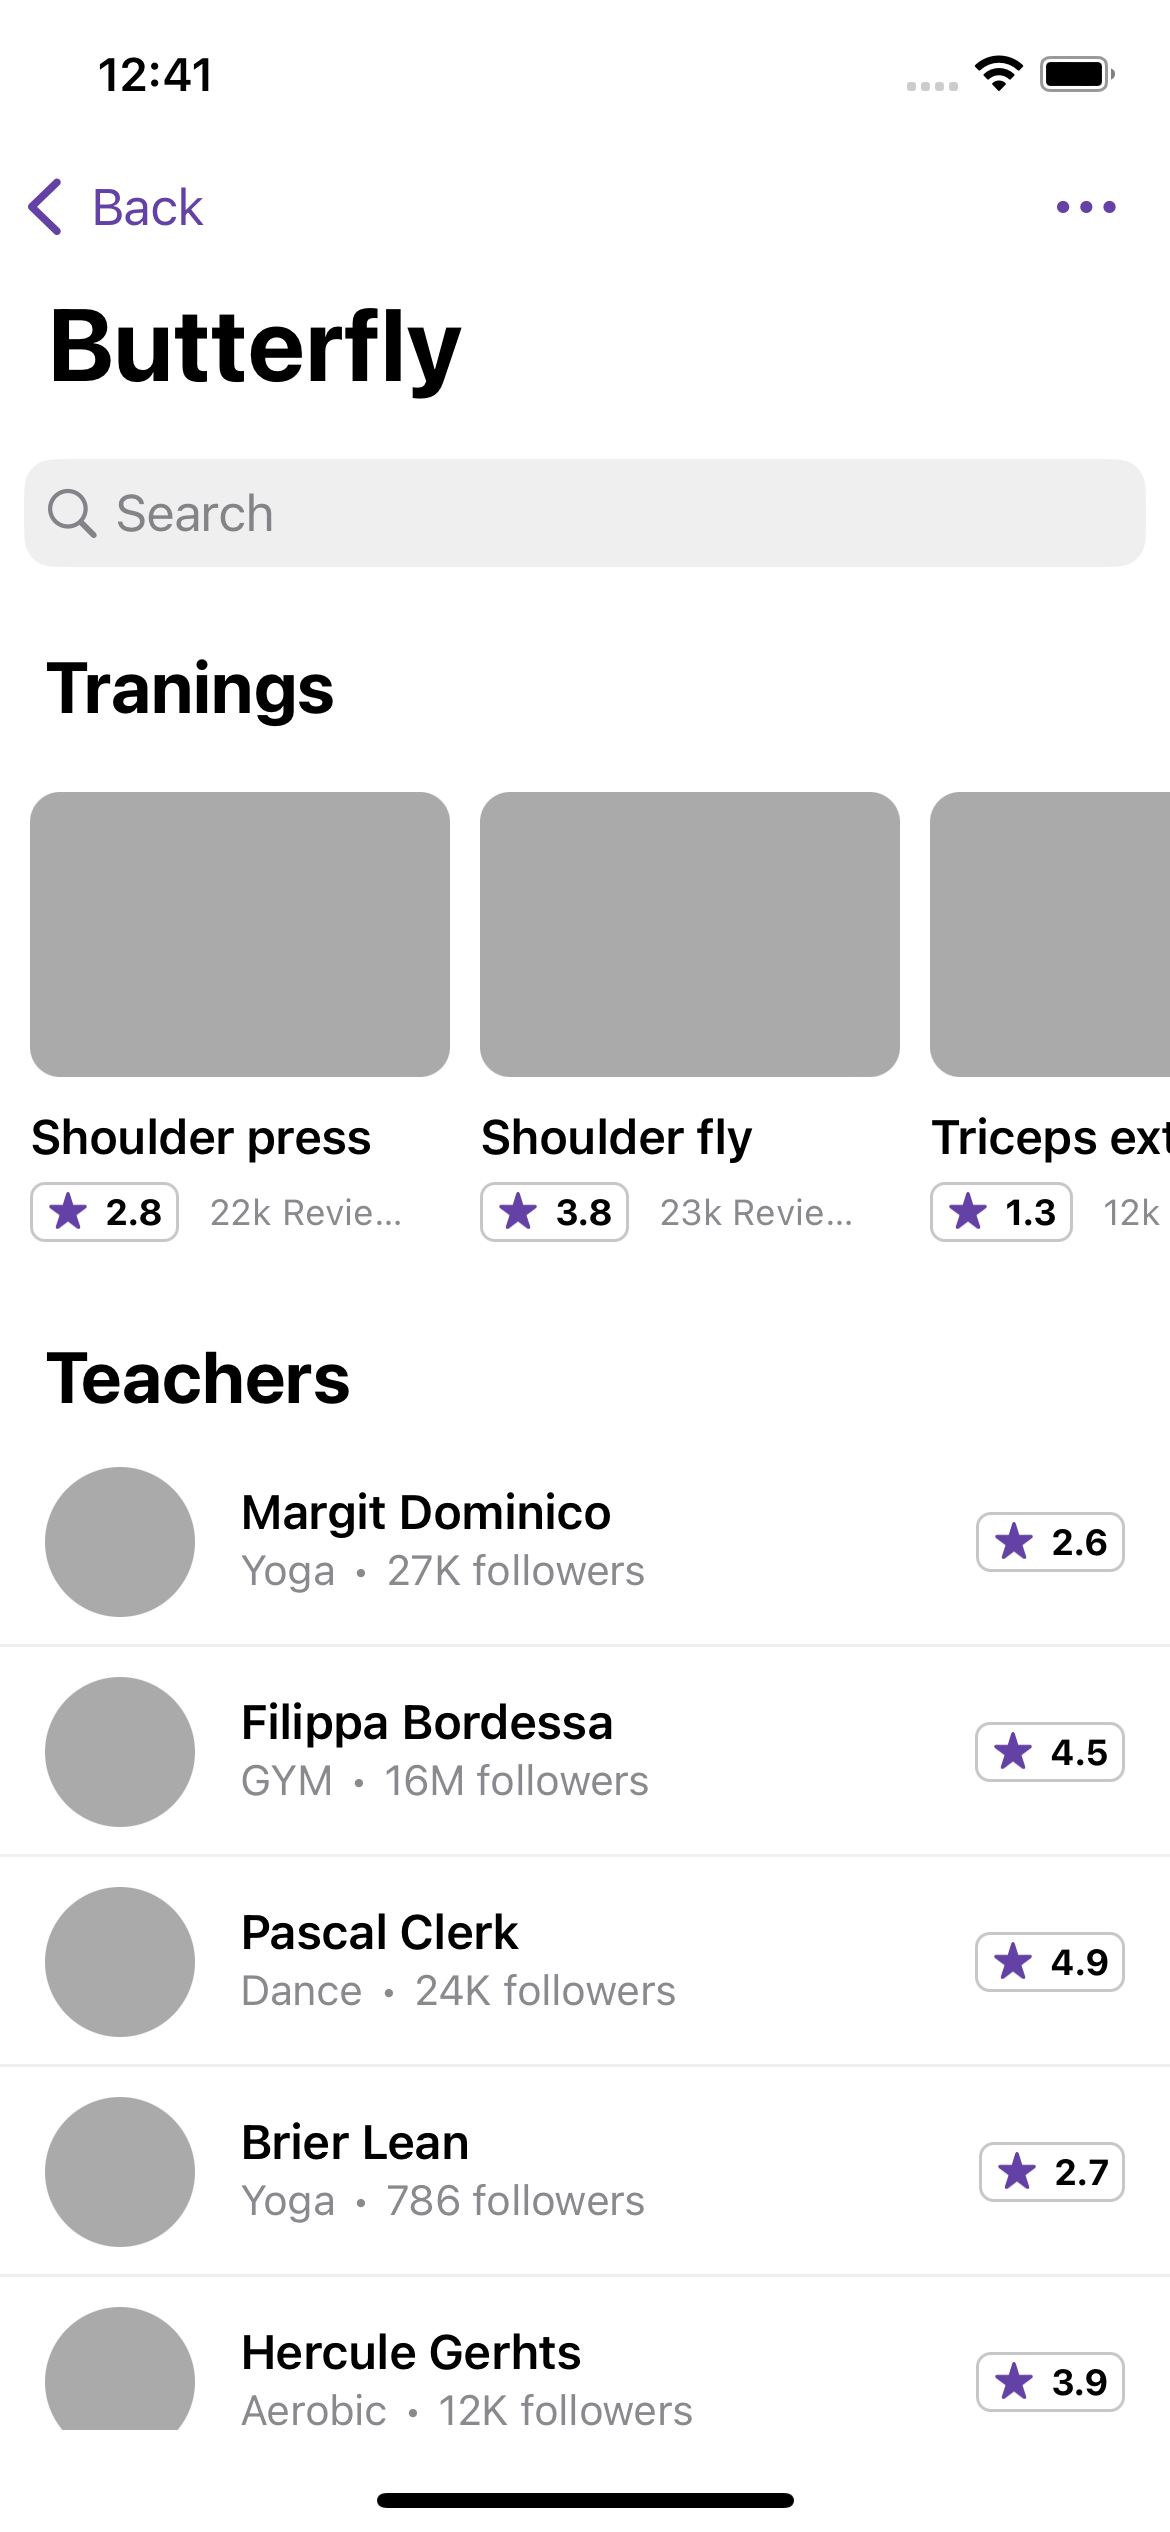 12:41
Back
Butterfly
Search
Tranings
Shoulder press
Shoulder fly
Triceps ext
2.8 22k Revie...
3.8 23k Revie...
1.3 12k
Teachers
Margit Dominico
Yoga • 27K followers
2.6
Filippa Bordessa
GYM • 16M followers
4.5
Pascal Clerk
Dance • 24K followers
4.9
Brier Lean
Yoga • 786 followers
2.7
Hercule Gerhts
Aerobic • 12K followers
3.9